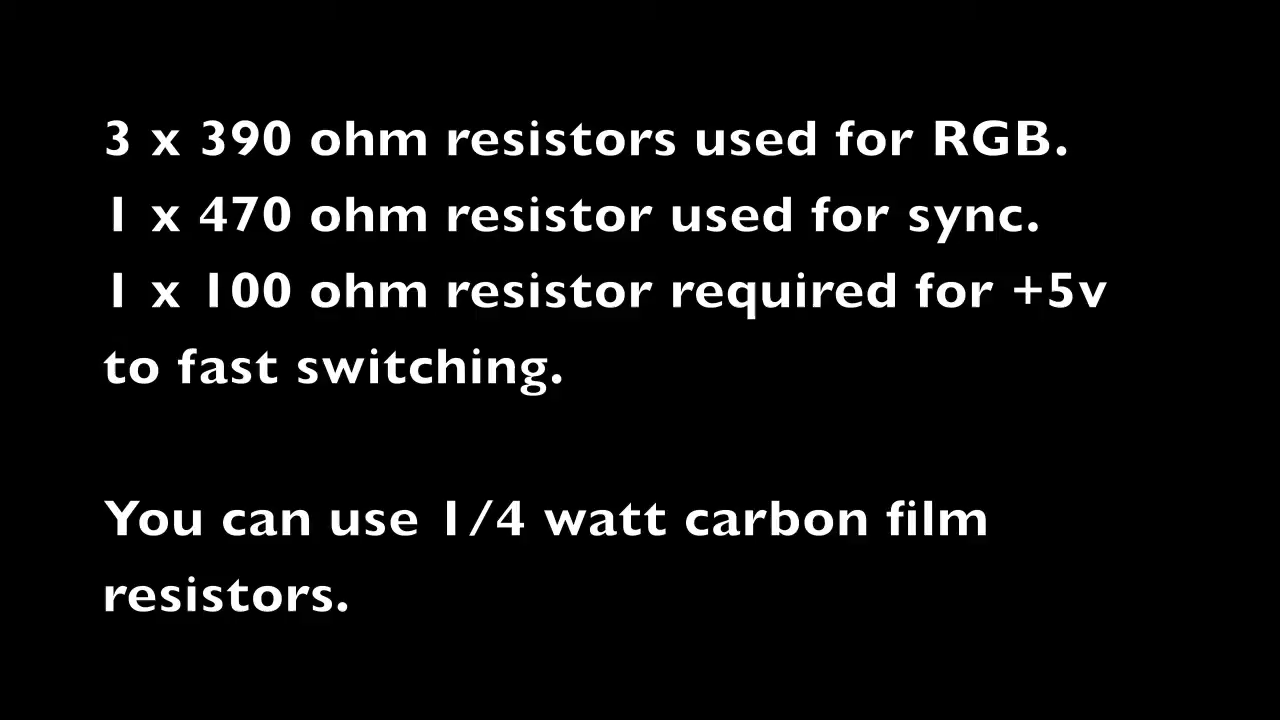 3 x 390 ohm resistors used for RGB.
1 x 470 ohm resistor used for sync.
1 x 100 ohm resistor required for +5v
to fast switching.
You can use 1/4 watt carbon film
resistors.